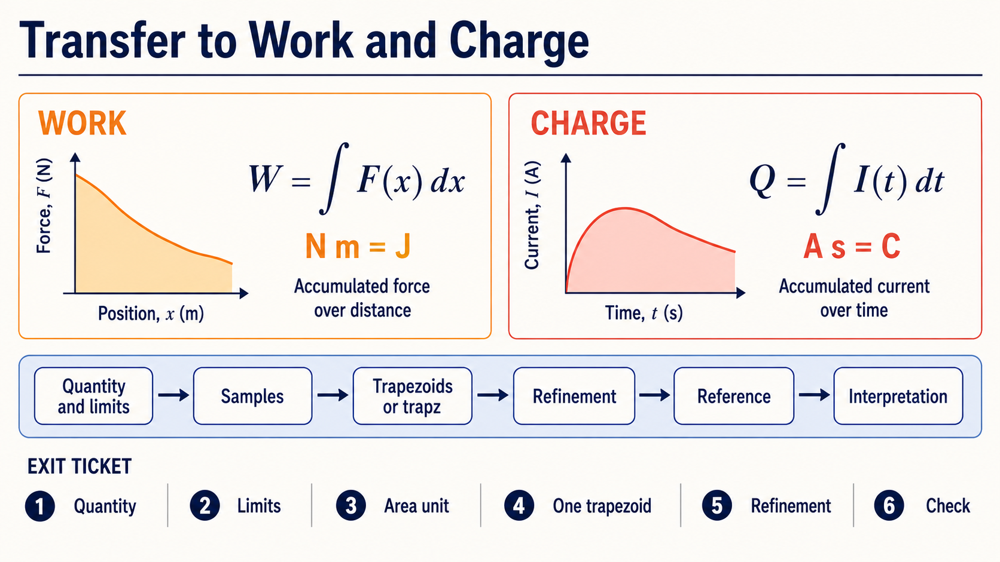 Transfer to Work and Charge
WORK
Force, F (N)
Position, x (m)
W = ∫ F(x) dx
N m = J
Accumulated force
over distance
CHARGE
Current, I (A)
Time, t (s)
Q = ∫ I(t) dt
A s = C
Accumulated current
over time
Quantity
and limits
Samples
Trapezoids
or trapz
Refinement
Reference
Interpretation
EXIT TICKET
1 Quantity
2 Limits
3 Area unit
4 One trapezoid
5 Refinement
6 Check